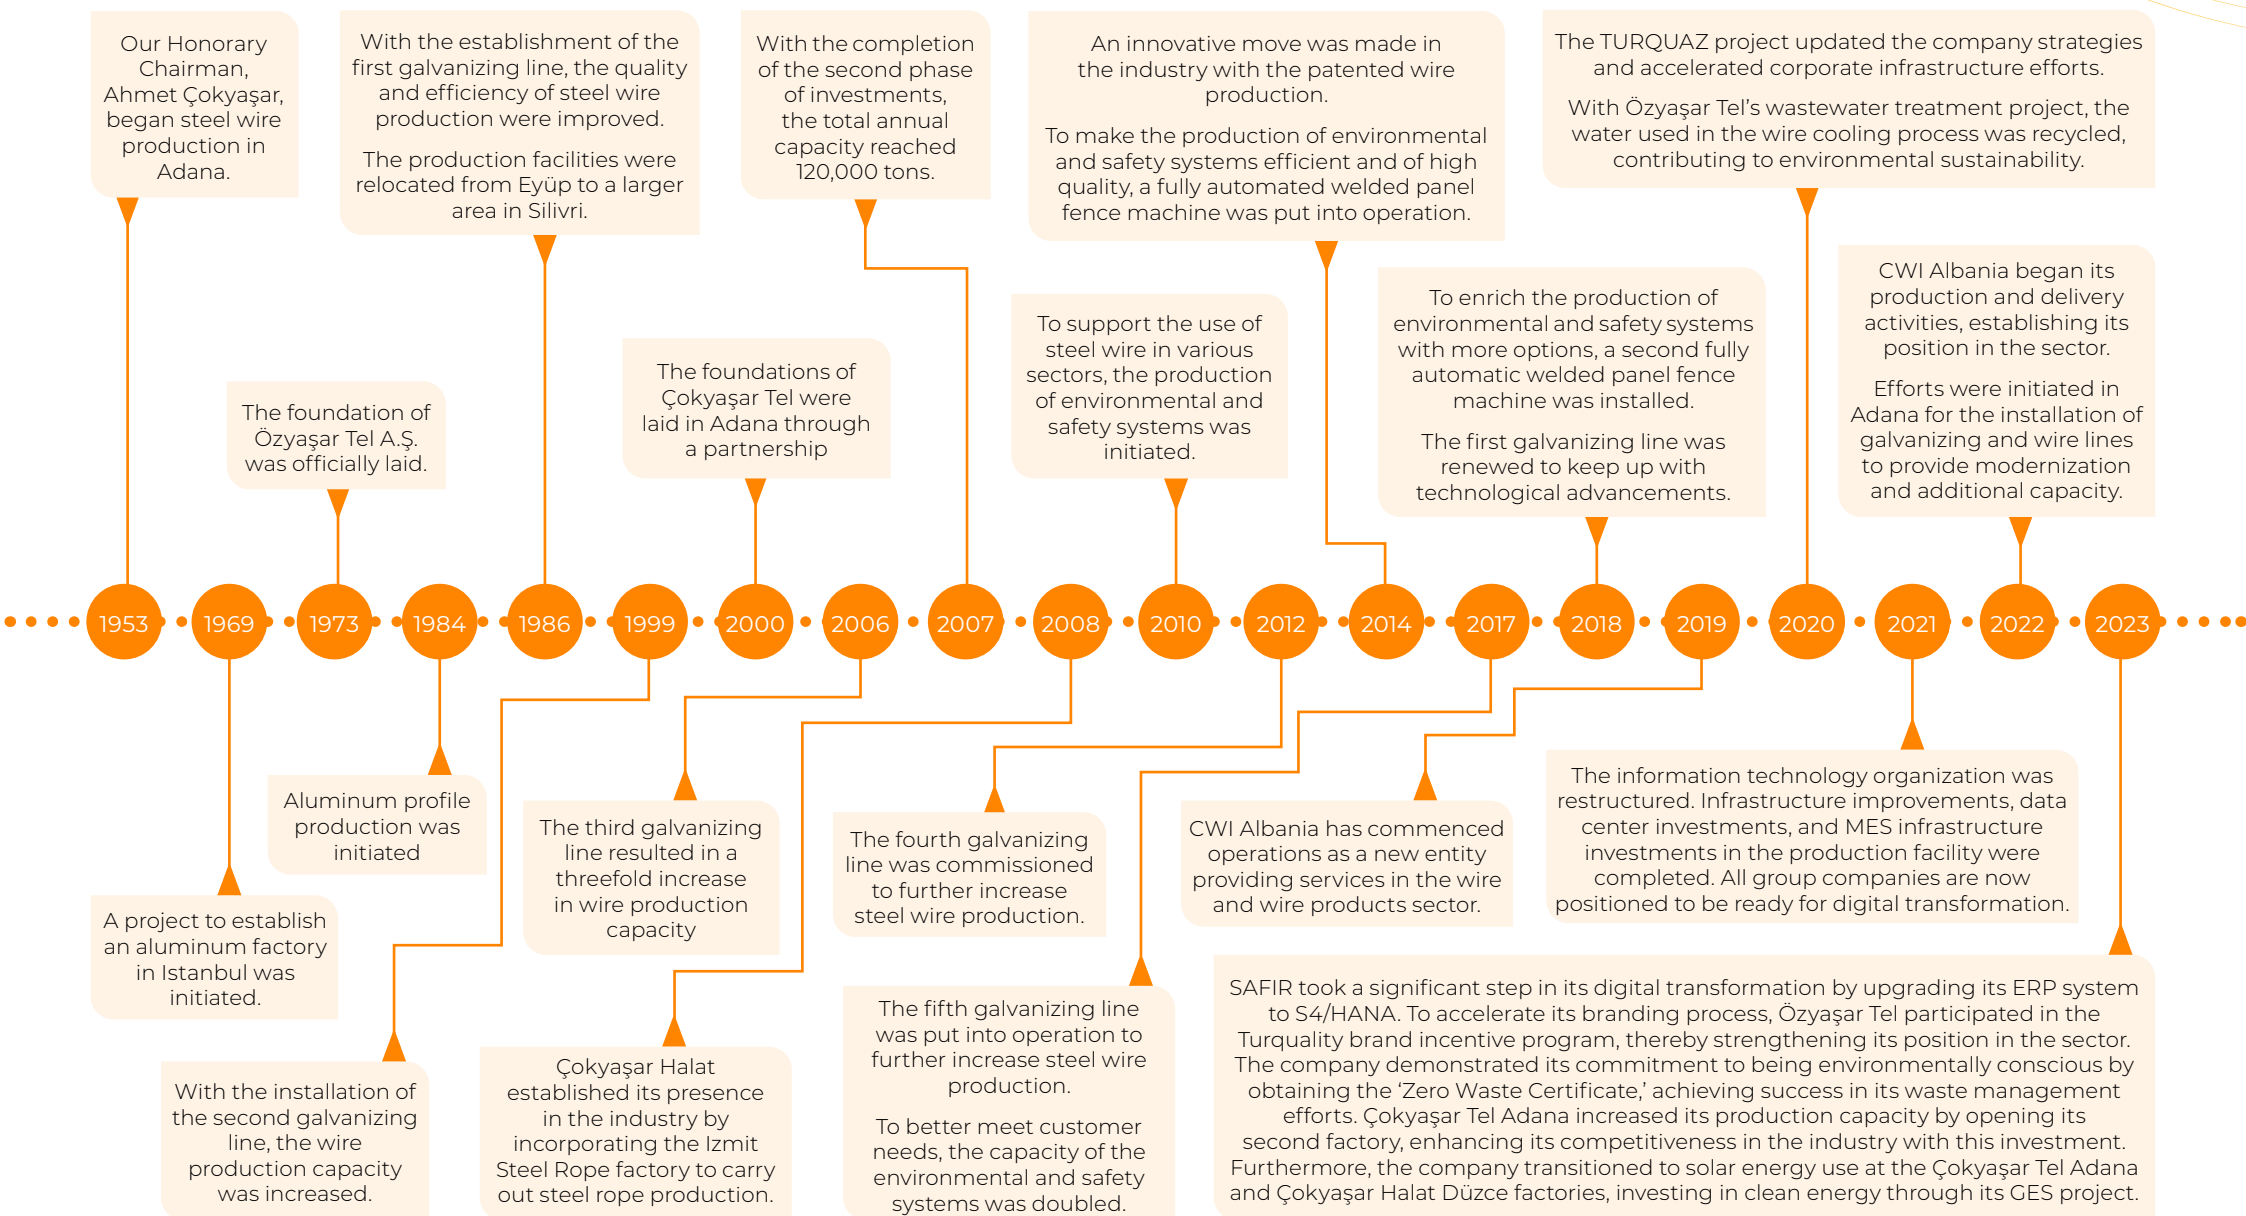 Our Honorary
Chairman,
Ahmet Çokyaşar,
began steel wire
production in
Adana.
With the establishment of the
first galvanizing line, the quality
and efficiency of steel wire
production were improved.
The production facilities were
relocated from Eyüp to a larger
area in Silivri.
With the completion
of the second phase
of investments,
the total annual
capacity reached
120,000 tons.
An innovative move was made in
the industry with the patented wire
production.
To make the production of environmental
and safety systems efficient and of high
quality, a fully automated welded panel
fence machine was put into operation.
The TURQUAZ project updated the company strategies
and accelerated corporate infrastructure efforts.
With Özyaşar Tel's wastewater treatment project, the
water used in the wire cooling process was recycled,
contributing to environmental sustainability.
The foundation of
Özyaşar Tel A.Ş.
was officially laid.
The foundations of
Çokyaşar Tel were
laid in Adana through
a partnership
To support the use of
steel wire in various
sectors, the production
of environmental and
safety systems was
initiated.
To enrich the production of
environmental and safety systems
with more options, a second fully
automatic welded panel fence
machine was installed.
The first galvanizing line was
renewed to keep up with
technological advancements.
CWI Albania began its
production and delivery
activities, establishing its
position in the sector.
Efforts were initiated in
Adana for the installation of
galvanizing and wire lines
to provide modernization
and additional capacity.
1953 1969 1973 1984 1986 1999 2000 2006 2007 2008 2010 2012 2014 2017 2018 2019 2020 2021 2022 2023
A project to establish
an aluminum factory
in Istanbul was
initiated.
Aluminum profile
production was
initiated
With the installation of
the second galvanizing
line, the wire
production capacity
was increased.
The third galvanizing
line resulted in a
threefold increase
in wire production
capacity
Çokyaşar Halat
established its presence
in the industry by
incorporating the Izmit
Steel Rope factory to carry
out steel rope production.
The fourth galvanizing
line was commissioned
to further increase
steel wire production.
The fifth galvanizing line
was put into operation to
further increase steel wire
production.
To better meet customer
needs, the capacity of the
environmental and safety
systems was doubled.
CWI Albania has commenced
operations as a new entity
providing services in the wire
and wire products sector.
The information technology organization was
restructured. Infrastructure improvements, data
center investments, and MES infrastructure
investments in the production facility were
completed. All group companies are now
positioned to be ready for digital transformation.
SAFIR took a significant step in its digital transformation by upgrading its ERP system
to S4/HANA. To accelerate its branding process, Özyaşar Tel participated in the
Turquality brand incentive program, thereby strengthening its position in the sector.
The company demonstrated its commitment to being environmentally conscious by
obtaining the ‘Zero Waste Certificate,’ achieving success in its waste management
efforts. Çokyaşar Tel Adana increased its production capacity by opening its
second factory, enhancing its competitiveness in the industry with this investment.
Furthermore, the company transitioned to solar energy use at the Çokyaşar Tel Adana
and Çokyaşar Halat Düzce factories, investing in clean energy through its GES project.